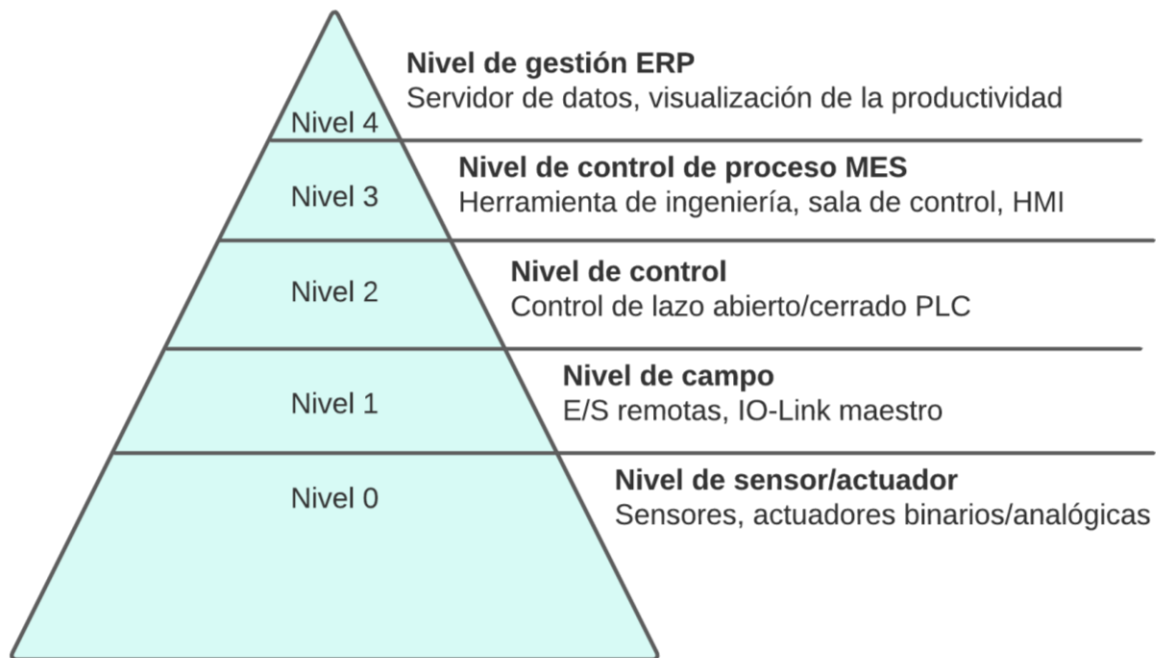 Nivel de gestión ERP
Servidor de datos, visualización de la productividad
Nivel 4
Nivel de control de proceso MES
Nivel 3
Herramienta de ingeniería, sala de control, HMI
Nivel de control
Nivel 2
Control de lazo abierto/cerrado PLC
Nivel de campo
Nivel 1
E/S remotas, IO-Link maestro
Nivel de sensor/actuador
Nivel 0
Sensores, actuadores binarios/analógicas